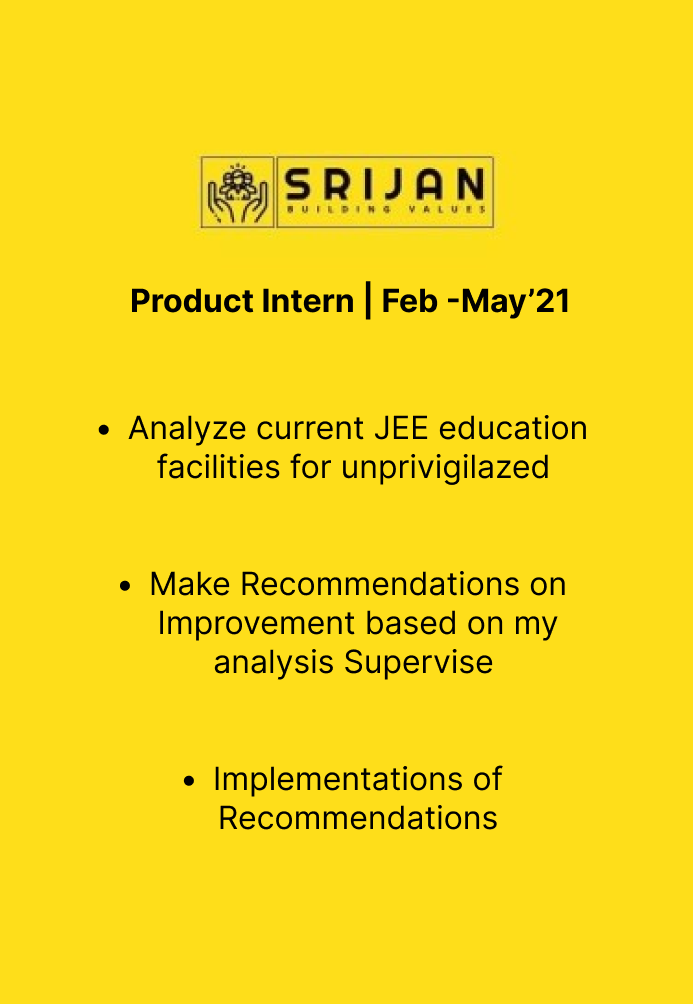 SRIJAN
BUILDING VALUES
Product Intern | Feb -May’21
• Analyze current JEE education
facilities for unprivigilazed
• Make Recommendations on
Improvement based on my
analysis Supervise
• Implementations of
Recommendations